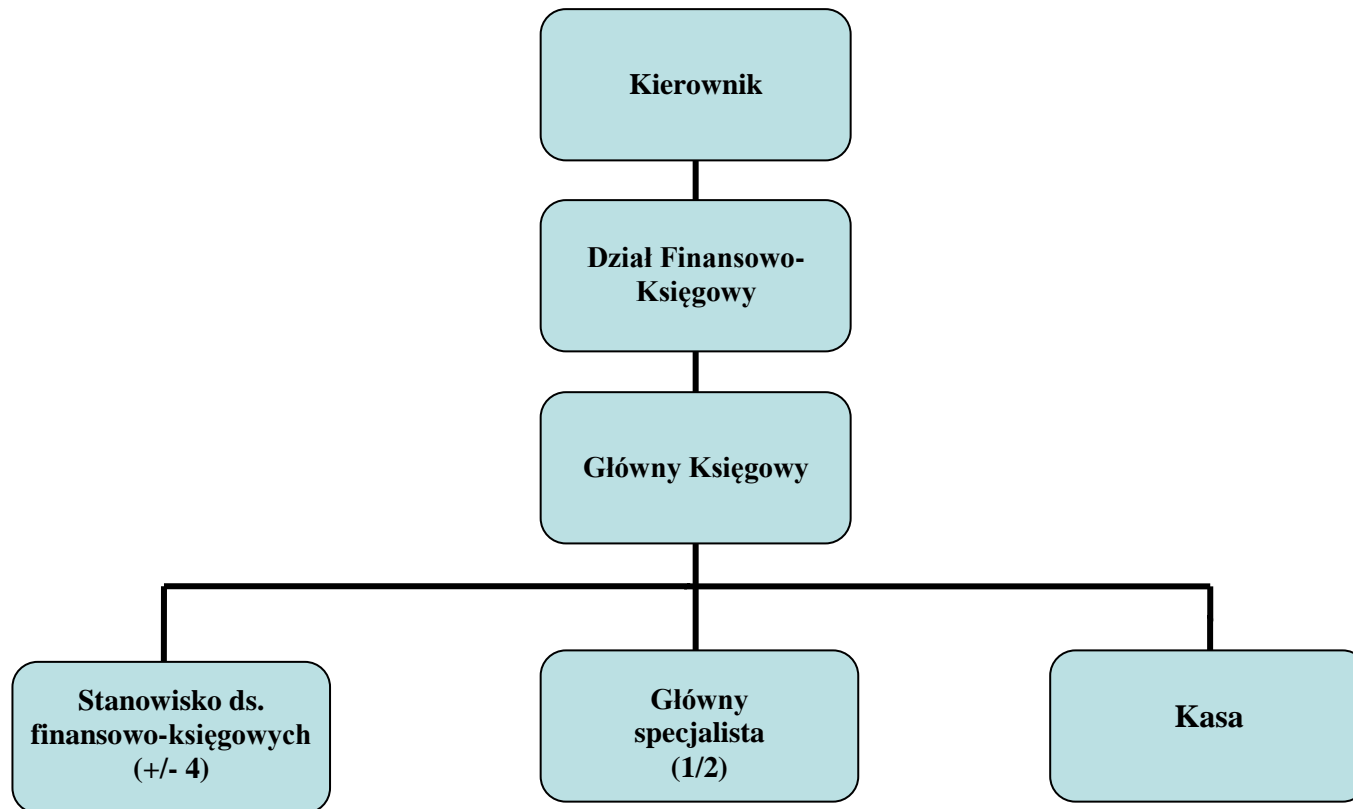 Kierownik
Dział Finansowo-
Księgowy
Główny Księgowy
Stanowisko ds.
finansowo-księgowych
(+/- 4)
Główny
specjalista
(1/2)
Kasa